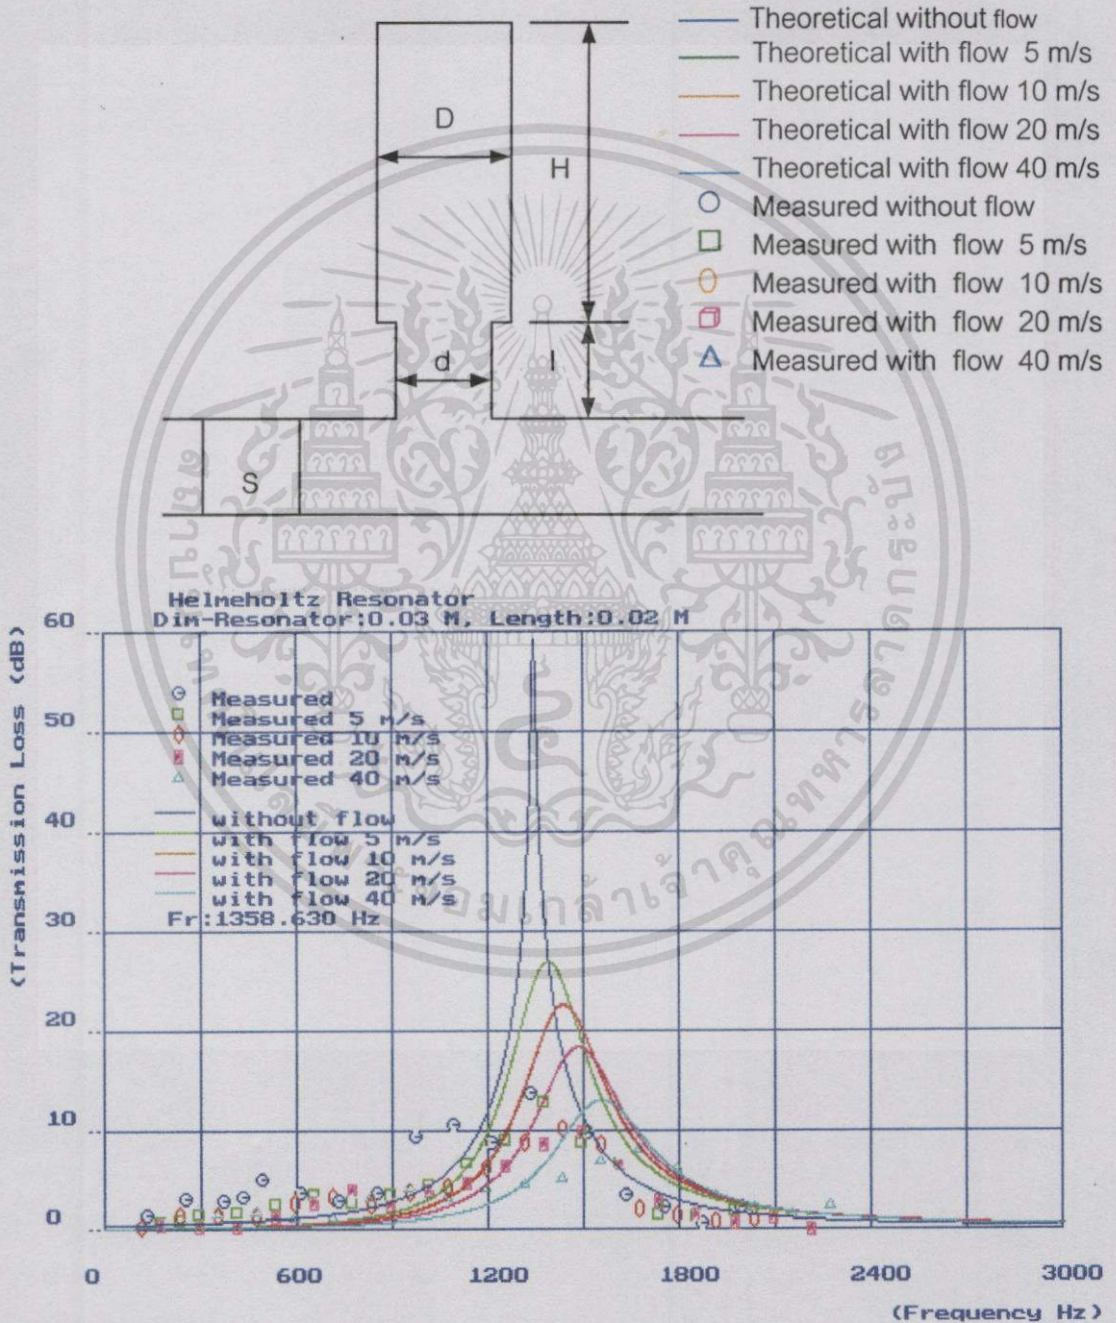 Theoretical without flow
Theoretical with flow 5 m/s
Theoretical with flow 10 m/s
Theoretical with flow 20 m/s
Theoretical with flow 40 m/s
Measured without flow
Measured with flow 5 m/s
Measured with flow 10 m/s
Measured with flow 20 m/s
Measured with flow 40 m/s
D
H
d
l
S
Helmeholtz Resonator
Dim-Resonator:0.03 M, Length:0.02 M
(Transmission Loss (dB)
60
50
40
30
20
10
0
Measured
Measured 5 m/s
Measured 10 m/s
Measured 20 m/s
Measured 40 m/s
without flow
with flow 5 m/s
with flow 10 m/s
with flow 20 m/s
with flow 40 m/s
Fr:1358.630 Hz
0 600 1200 1800 2400 3000
(Frequency Hz)